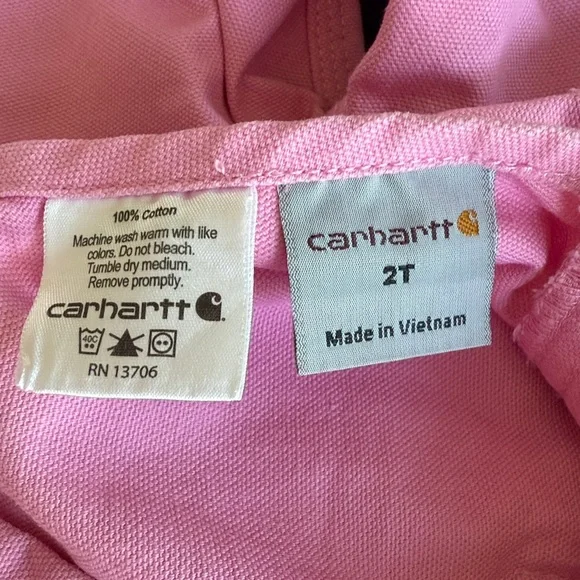 100% Cotton
Machine wash warm with like
colors. Do not bleach.
Tumble dry medium.
Remove promptly.
carhartt
40C
RN 13706
carhartt
2T
Made in Vietnam